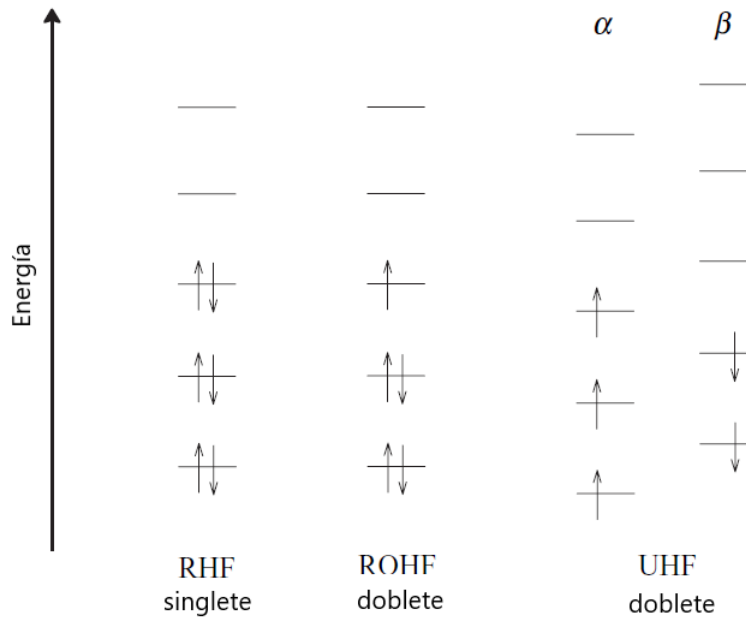 α β
Energía
RHF ROHF UHF
singlete doblete doblete